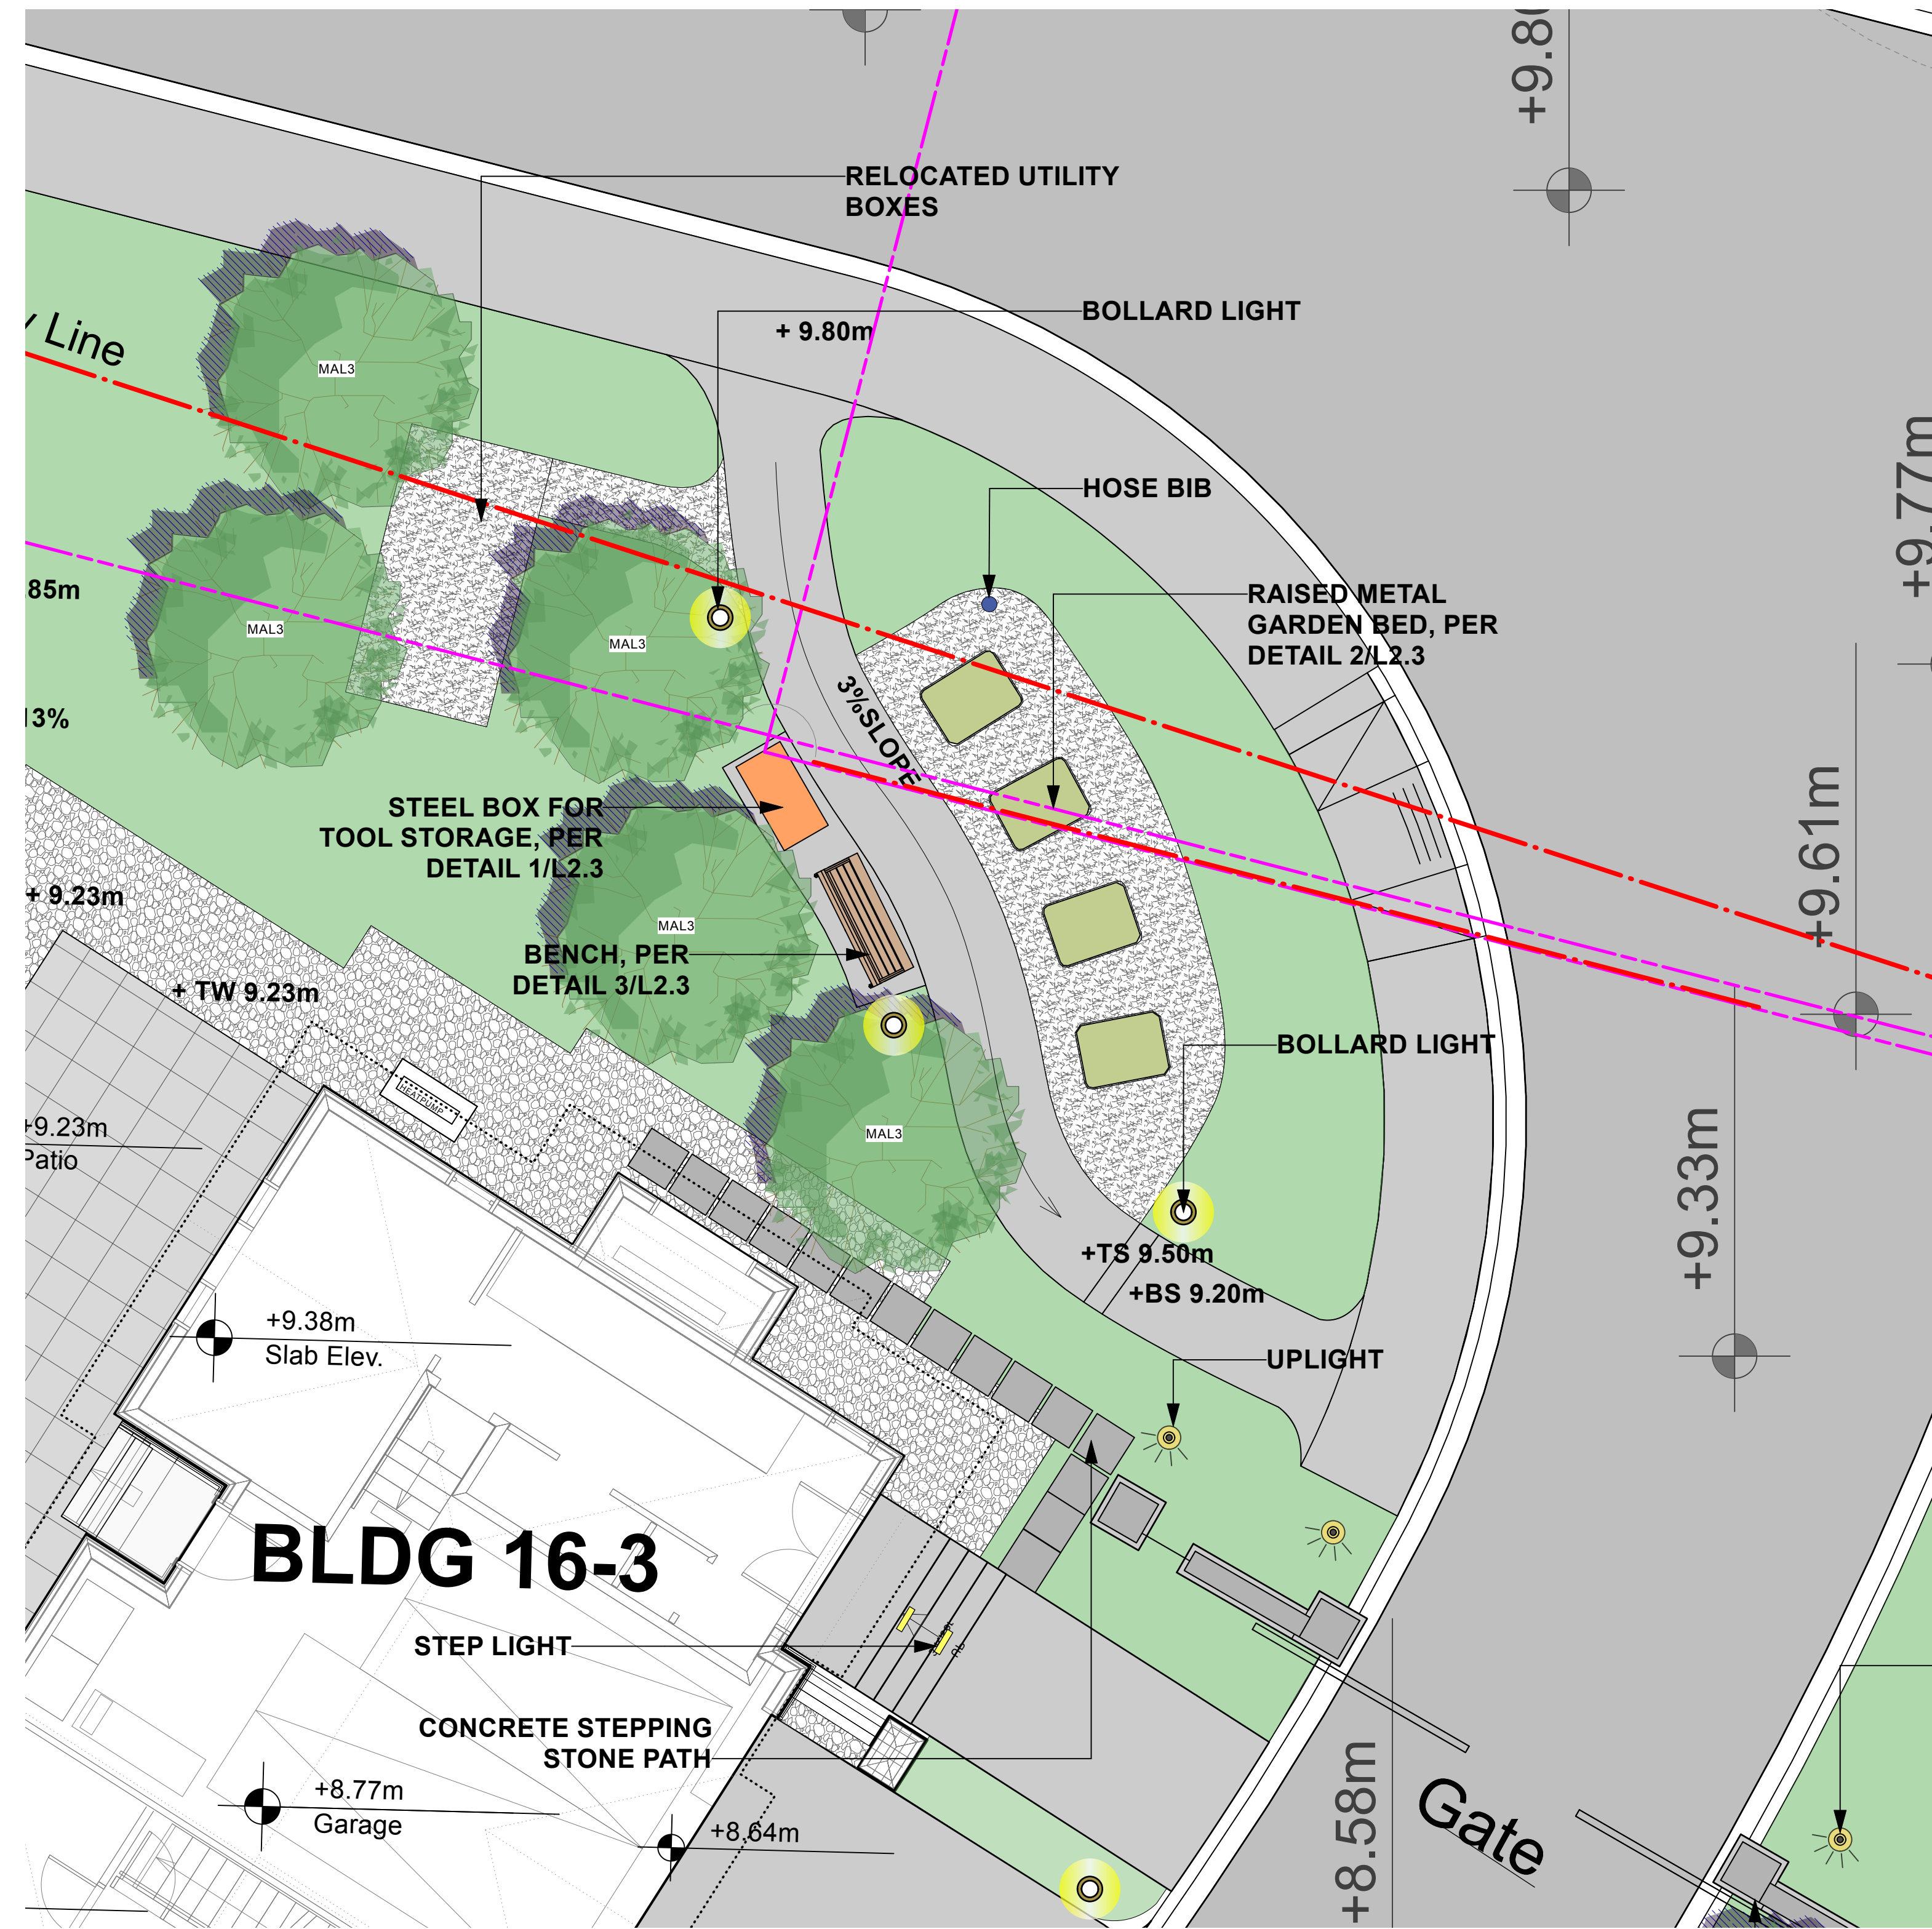 +9.80
RELOCATED UTILITY
BOXES
BOLLARD LIGHT
+ 9.80m
y Line
MAL3
+9.77m
HOSE BIB
.85m
MAL3
MAL3
RAISED METAL
GARDEN BED, PER
DETAIL 2/L2.3
13%
3% SLOPE
STEEL BOX FOR
TOOL STORAGE, PER
DETAIL 1/L2.3
+9.61m
+ 9.23m
MAL3
BENCH, PER
DETAIL 3/L2.3
+ TW 9.23m
BOLLARD LIGHT
HEATPUMP
+9.23m
Patio
MAL3
+9.33m
+TS 9.50m
+BS 9.20m
+9.38m
Slab Elev.
UPLIGHT
BLDG 16-3
STEP LIGHT
UP
CONCRETE STEPPING
STONE PATH
+8.77m
Garage
+8.64m
+8.58m
Gate